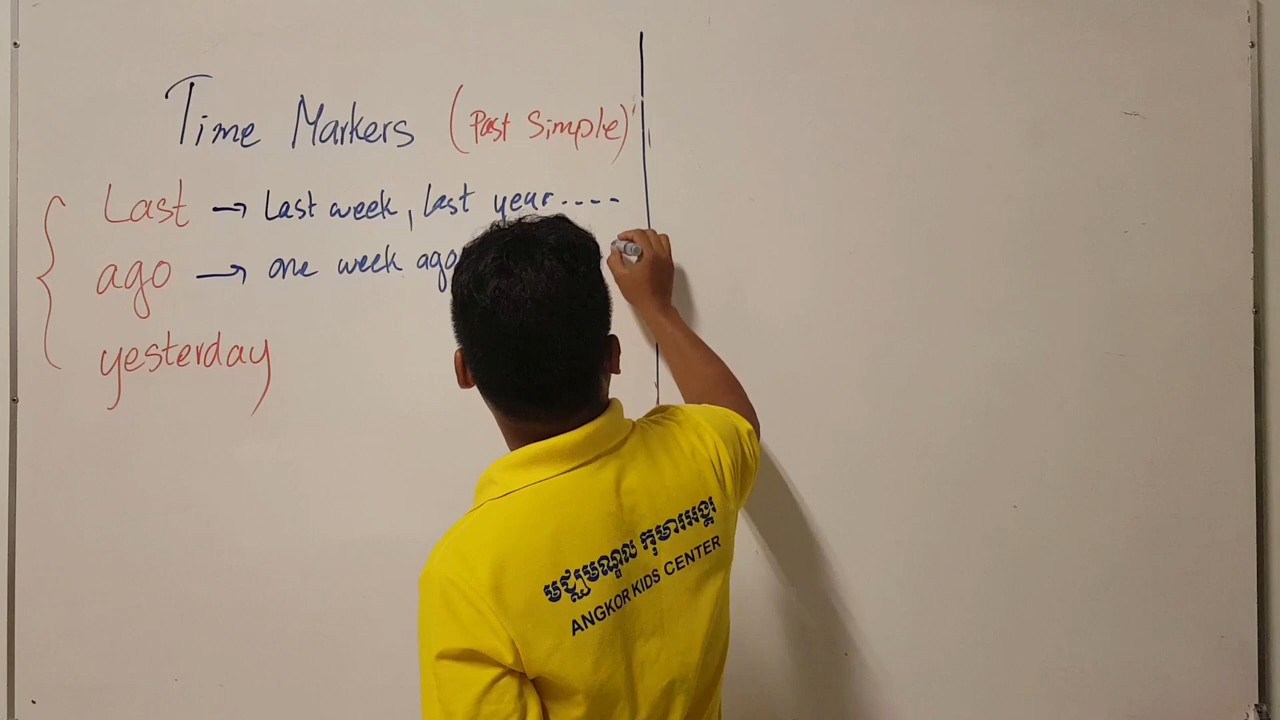 Time Markers (Past Simple)
Last → Last week, last year.....
ago → one week ago
yesterday
មជ្ឈមណ្ឌល កុមារអង្គរ
ANGKOR KIDS CENTER